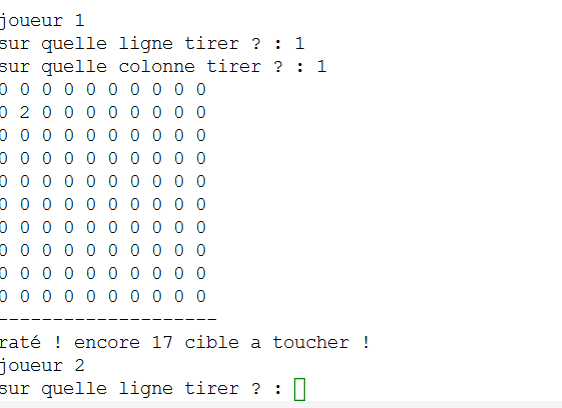 joueur 1
sur quelle ligne tirer ? : 1
sur quelle colonne tirer ? : 1
0 0 0 0 0 0 0 0 0 0
0 2 0 0 0 0 0 0 0 0
0 0 0 0 0 0 0 0 0 0
0 0 0 0 0 0 0 0 0 0
0 0 0 0 0 0 0 0 0 0
0 0 0 0 0 0 0 0 0 0
0 0 0 0 0 0 0 0 0 0
0 0 0 0 0 0 0 0 0 0
0 0 0 0 0 0 0 0 0 0
0 0 0 0 0 0 0 0 0 0
--------------------
raté ! encore 17 cible a toucher !
joueur 2
sur quelle ligne tirer ? :